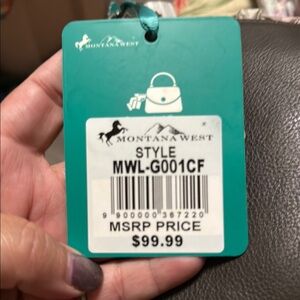 MONTANA WEST
MONTANA WEST
STYLE
MWL-G001CF
9 900000 367220
MSRP PRICE
$99.99